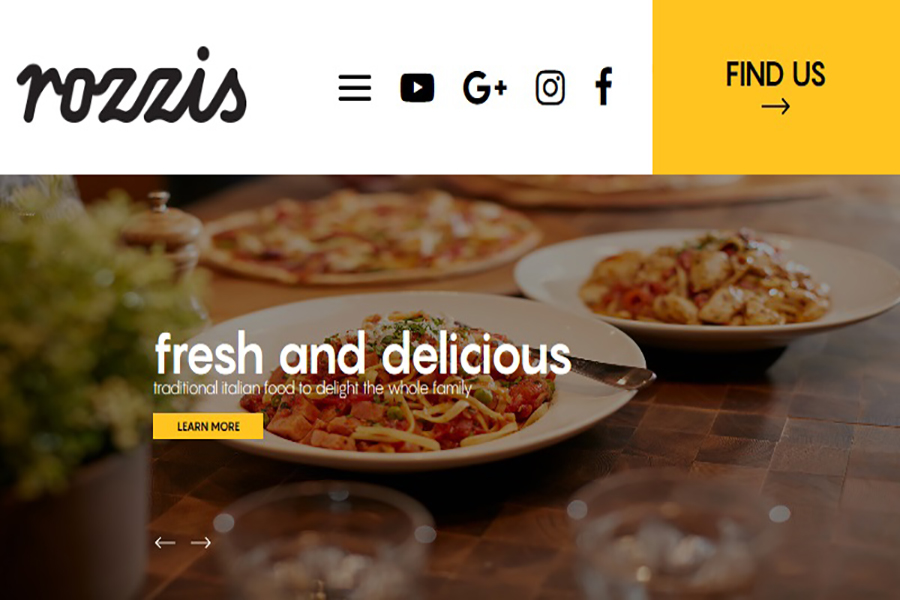 rozzis
G+
FIND US
fresh and delicious
traditional italian food to delight the whole family
LEARN MORE